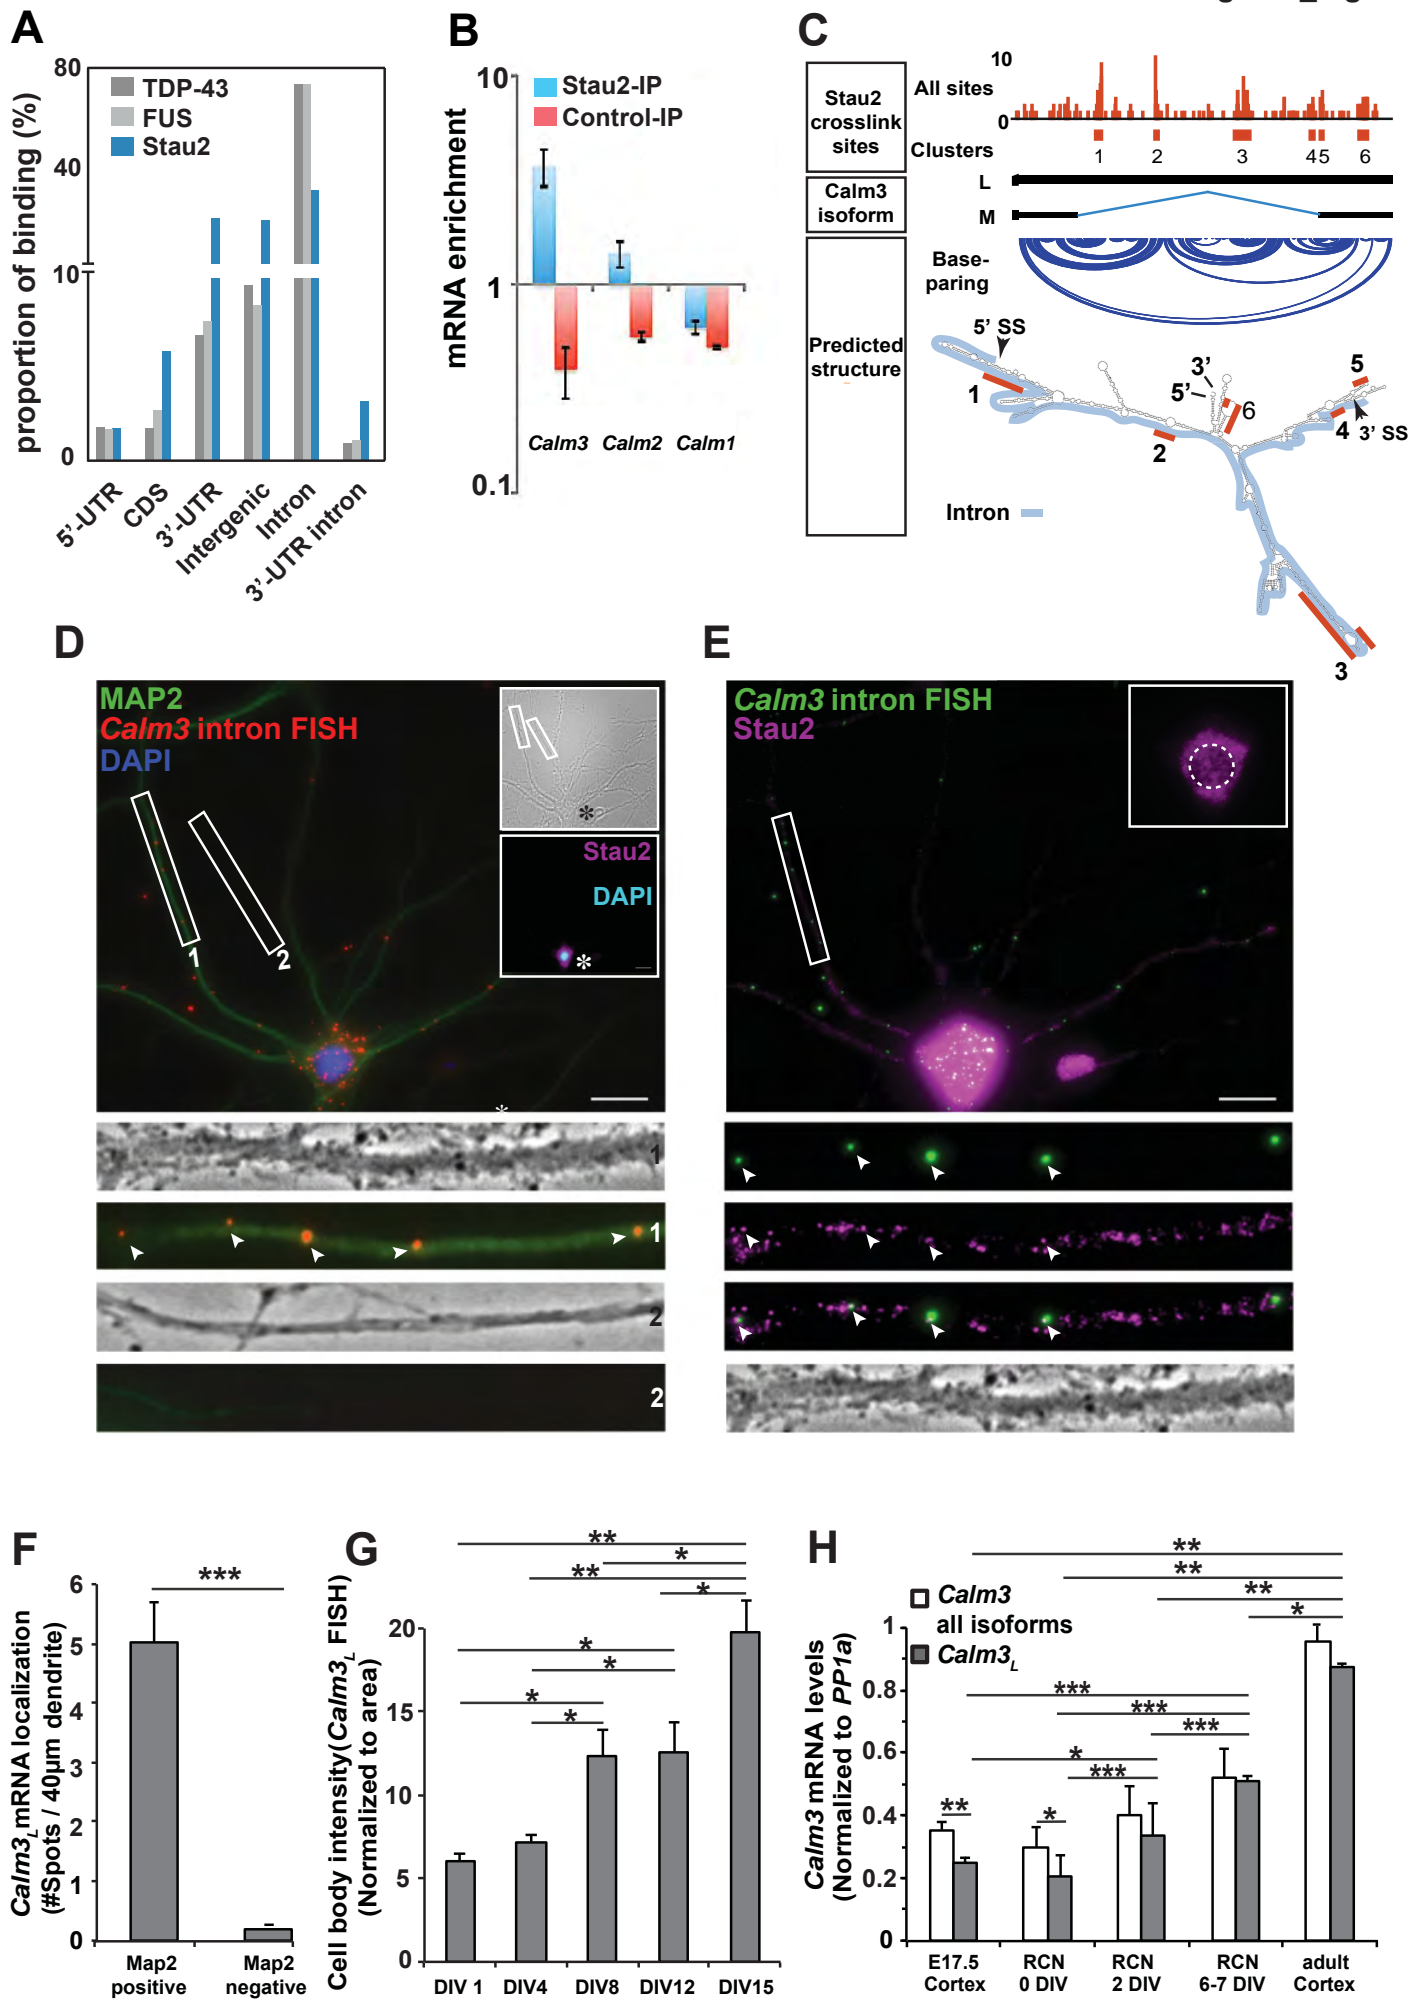 A
80
40
10
0
proportion of binding (%)
TDP-43
FUS
Stau2
5'-UTR
CDS
3'-UTR
Intergenic
Intron
3'-UTR intron
B
10
1
0.1
mRNA enrichment
Stau2-IP
Control-IP
Calm3 Calm2 Calm1
C
Stau2
crosslink
sites
Calm3
isoform
Predicted
structure
10
All sites
0
Clusters
1 2 3 4 5 6
L
M
Base-
paring
5' SS
1
2
3'
5'
6
5
4
3' SS
3
Intron
D
MAP2
Calm3 intron FISH
DAPI
*
Stau2
DAPI
*
1
2
*
1
1
2
2
E
Calm3 intron FISH
Stau2
F
***
6
5
4
3
2
1
0
Calm3L mRNA localization
(#Spots / 40µm dendrite)
Map2
positive
Map2
negative
G
**
*
**
*
*
*
*
*
20
15
10
5
0
Cell body intensity(Calm3L FISH)
(Normalized to area)
DIV 1 DIV4 DIV8 DIV12 DIV15
H
**
**
**
*
Calm3
all isoforms
Calm3L
***
***
***
*
***
**
*
1
0.8
0.6
0.4
0.2
0
Calm3 mRNA levels
(Normalized to PP1a)
E17.5
Cortex
RCN
0 DIV
RCN
2 DIV
RCN
6-7 DIV
adult
Cortex